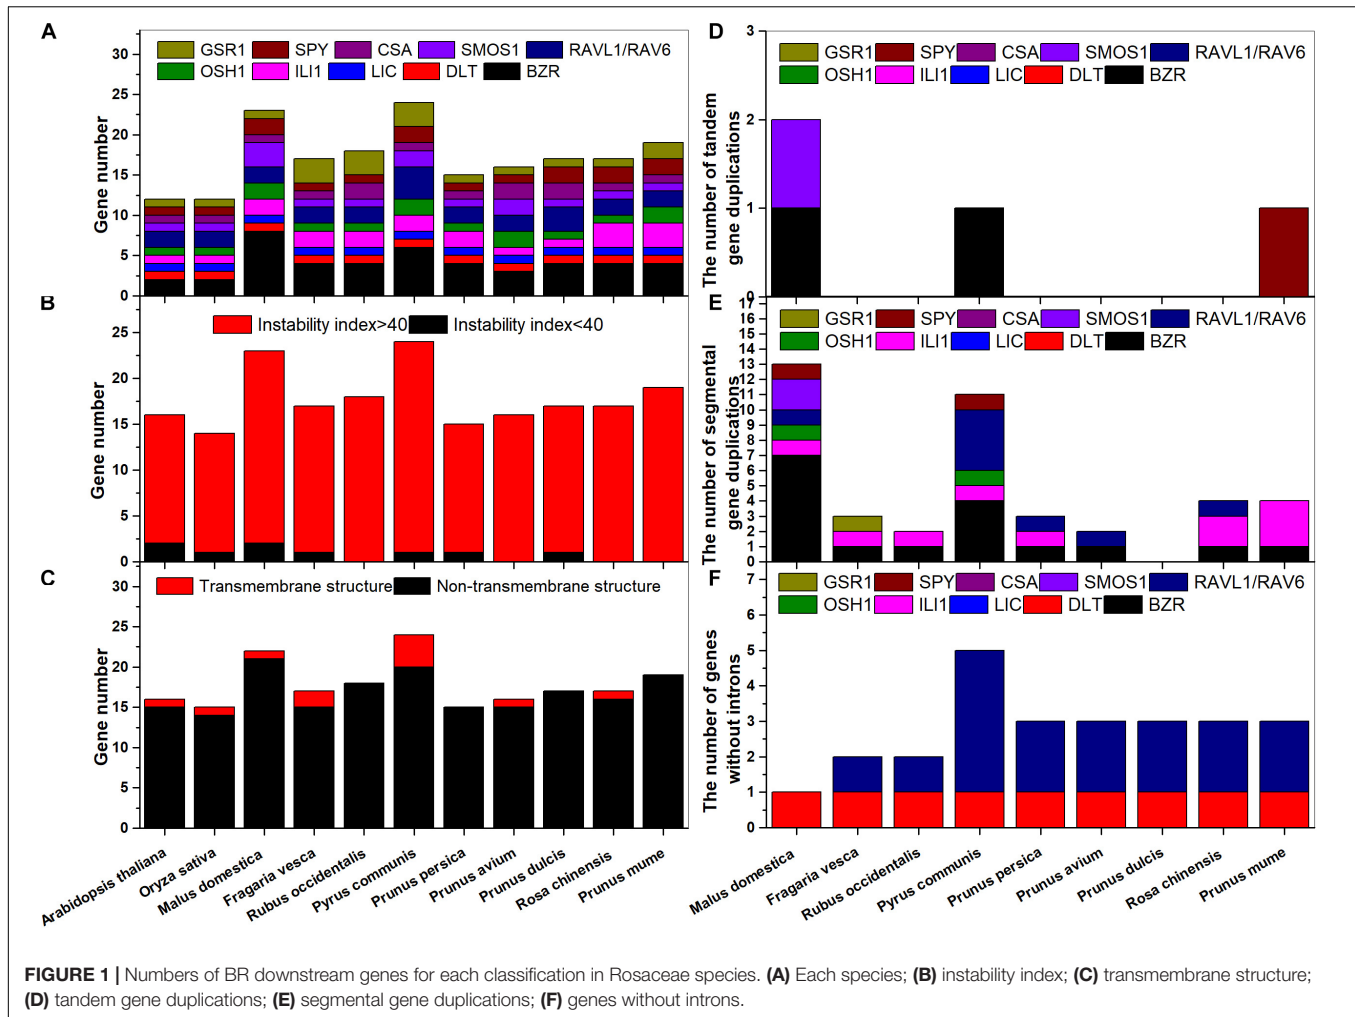 A
GSR1 SPY CSA SMOS1 RAVL1/RAV6
OSH1 ILI1 LIC DLT BZR
Gene number
30
25
20
15
10
5
0
B
Instability index>40 Instability index<40
Gene number
25
20
15
10
5
0
C
Transmembrane structure Non-transmembrane structure
Gene number
30
25
20
15
10
5
0
Arabidopsis thaliana
Oryza sativa
Malus domestica
Fragaria vesca
Rubus occidentalis
Pyrus communis
Prunus persica
Prunus avium
Prunus dulcis
Rosa chinensis
Prunus mume
D
GSR1 SPY CSA SMOS1 RAVL1/RAV6
OSH1 ILI1 LIC DLT BZR
The number of tandem
gene duplications
3
2
1
0
E
GSR1 SPY CSA SMOS1 RAVL1/RAV6
OSH1 ILI1 LIC DLT BZR
The number of segmental
gene duplications
17
16
15
14
13
12
11
10
9
8
7
6
5
4
3
2
1
0
F
GSR1 SPY CSA SMOS1 RAVL1/RAV6
OSH1 ILI1 LIC DLT BZR
The number of genes
without introns
7
6
5
4
3
2
1
0
Malus domestica
Fragaria vesca
Rubus occidentalis
Pyrus communis
Prunus persica
Prunus avium
Prunus dulcis
Rosa chinensis
Prunus mume
FIGURE 1 | Numbers of BR downstream genes for each classification in Rosaceae species. (A) Each species; (B) instability index; (C) transmembrane structure;
(D) tandem gene duplications; (E) segmental gene duplications; (F) genes without introns.